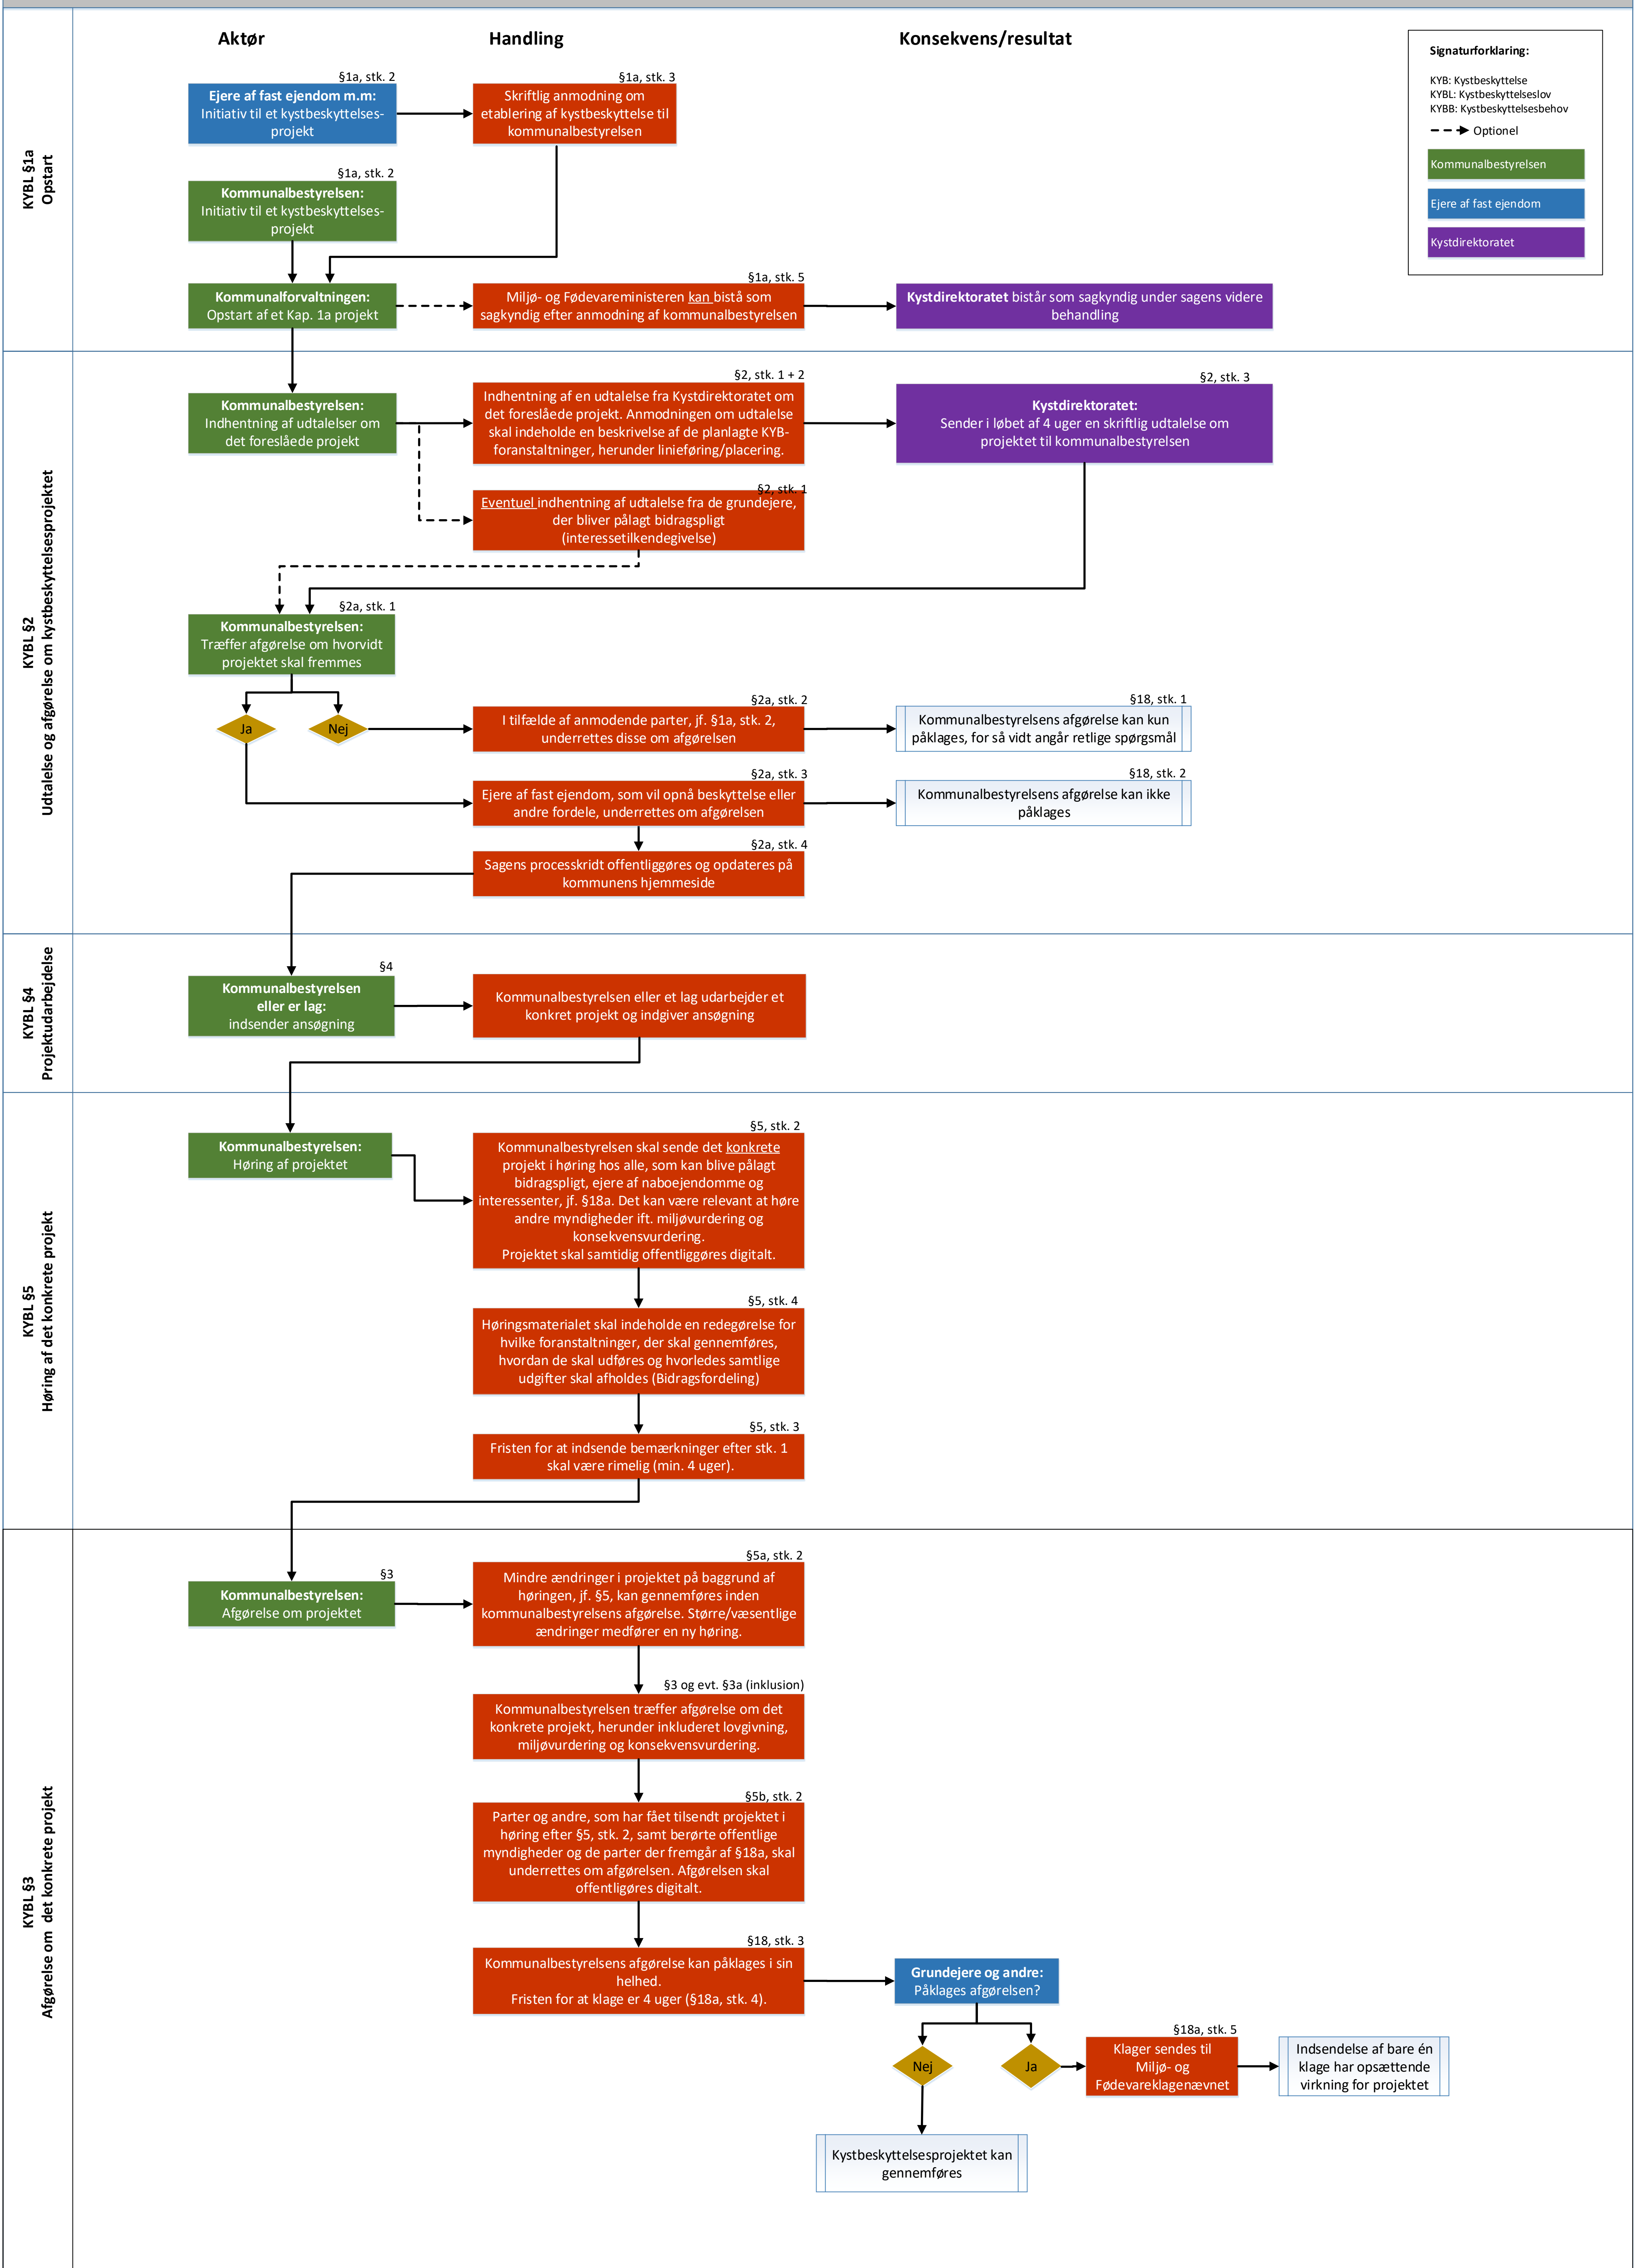 Aktør
Handling
Konsekvens/resultat
Signaturforklaring:
KYB: Kystbeskyttelse
KYBL: Kystbeskyttelseslov
KYBB: Kystbeskyttelsesbehov
Optionel
Kommunalbestyrelsen
Ejere af fast ejendom
Kystdirektoratet
KYBL §1a
Opstart
§1a, stk. 2
Ejere af fast ejendom m.m:
Initiativ til et kystbeskyttelses-
projekt
§1a, stk. 3
Skriftlig anmodning om
etablering af kystbeskyttelse til
kommunalbestyrelsen
§1a, stk. 2
Kommunalbestyrelsen:
Initiativ til et kystbeskyttelses-
projekt
Kommunalforvaltningen:
Opstart af et Kap. 1a projekt
§1a, stk. 5
Miljø- og Fødevareministeren kan bistå som
sagkyndig efter anmodning af kommunalbestyrelsen
Kystdirektoratet bistår som sagkyndig under sagens videre
behandling
KYBL §2
Udtalelse og afgørelse om kystbeskyttelsesprojektet
Kommunalbestyrelsen:
Indhentning af udtalelser om
det foreslåede projekt
§2, stk. 1 + 2
Indhentning af en udtalelse fra Kystdirektoratet om
det foreslåede projekt. Anmodningen om udtalelse
skal indeholde en beskrivelse af de planlagte KYB-
foranstaltninger, herunder linieføring/placering.
§2, stk. 3
Kystdirektoratet:
Sender i løbet af 4 uger en skriftlig udtalelse om
projektet til kommunalbestyrelsen
§2, stk. 1
Eventuel indhentning af udtalelse fra de grundejere,
der bliver pålagt bidragspligt
(interessetilkendegivelse)
§2a, stk. 1
Kommunalbestyrelsen:
Træffer afgørelse om hvorvidt
projektet skal fremmes
Ja
Nej
§2a, stk. 2
I tilfælde af anmodende parter, jf. §1a, stk. 2,
underrettes disse om afgørelsen
§18, stk. 1
Kommunalbestyrelsens afgørelse kan kun
påklages, for så vidt angår retlige spørgsmål
§2a, stk. 3
Ejere af fast ejendom, som vil opnå beskyttelse eller
andre fordele, underrettes om afgørelsen
§18, stk. 2
Kommunalbestyrelsens afgørelse kan ikke
påklages
§2a, stk. 4
Sagens processkridt offentliggøres og opdateres på
kommunens hjemmeside
KYBL §4
Projektudarbejdelse
§4
Kommunalbestyrelsen
eller er lag:
indsender ansøgning
Kommunalbestyrelsen eller et lag udarbejder et
konkret projekt og indgiver ansøgning
KYBL §5
Høring af det konkrete projekt
Kommunalbestyrelsen:
Høring af projektet
§5, stk. 2
Kommunalbestyrelsen skal sende det konkrete
projekt i høring hos alle, som kan blive pålagt
bidragspligt, ejere af naboejendomme og
interessenter, jf. §18a. Det kan være relevant at høre
andre myndigheder ift. miljøvurdering og
konsekvensvurdering.
Projektet skal samtidig offentliggøres digitalt.
§5, stk. 4
Høringsmaterialet skal indeholde en redegørelse for
hvilke foranstaltninger, der skal gennemføres,
hvordan de skal udføres og hvorledes samtlige
udgifter skal afholdes (Bidragsfordeling)
§5, stk. 3
Fristen for at indsende bemærkninger efter stk. 1
skal være rimelig (min. 4 uger).
KYBL §3
Afgørelse om det konkrete projekt
§3
Kommunalbestyrelsen:
Afgørelse om projektet
§5a, stk. 2
Mindre ændringer i projektet på baggrund af
høringen, jf. §5, kan gennemføres inden
kommunalbestyrelsens afgørelse. Større/væsentlige
ændringer medfører en ny høring.
§3 og evt. §3a (inklusion)
Kommunalbestyrelsen træffer afgørelse om det
konkrete projekt, herunder inkluderet lovgivning,
miljøvurdering og konsekvensvurdering.
§5b, stk. 2
Parter og andre, som har fået tilsendt projektet i
høring efter §5, stk. 2, samt berørte offentlige
myndigheder og de parter der fremgår af §18a, skal
underrettes om afgørelsen. Afgørelsen skal
offentligøres digitalt.
§18, stk. 3
Kommunalbestyrelsens afgørelse kan påklages i sin
helhed.
Fristen for at klage er 4 uger (§18a, stk. 4).
Grundejere og andre:
Påklages afgørelsen?
Nej
Ja
§18a, stk. 5
Klager sendes til
Miljø- og
Fødevareklagenævnet
Indsendelse af bare én
klage har opsættende
virkning for projektet
Kystbeskyttelsesprojektet kan
gennemføres